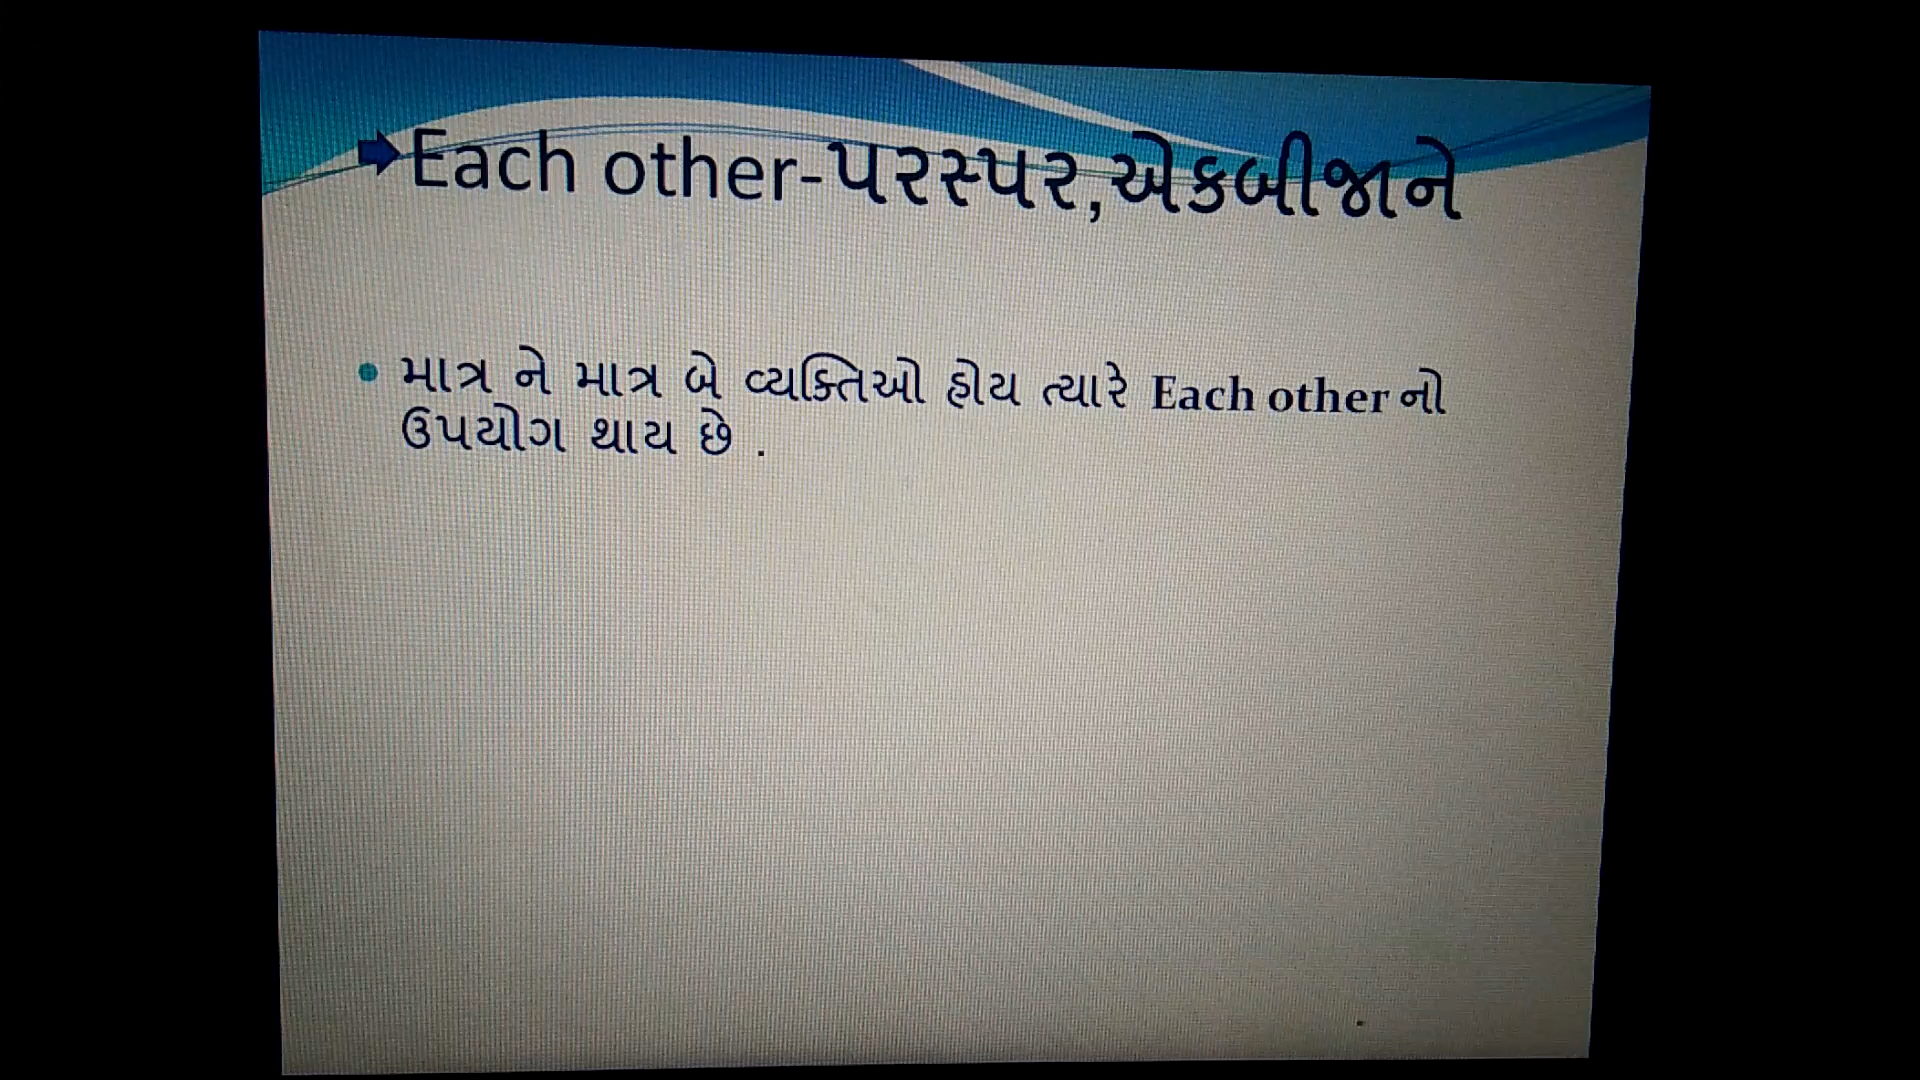 Each other-પરસ્પર,એકબીજાને
માત્ર ને માત્ર બે વ્યક્તિઓ હોય ત્યારે Each other નો
ઉપયોગ થાય છે .